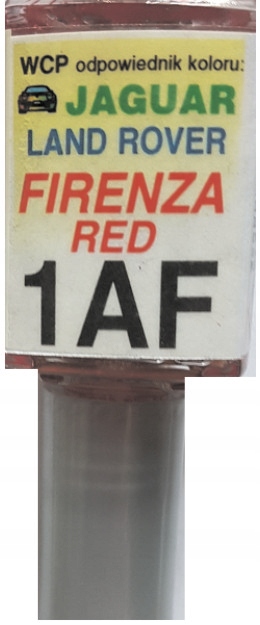 WCP odpowiednik koloru:
JAGUAR
LAND ROVER
FIRENZA
RED
1AF